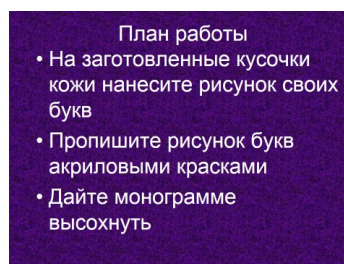 План работы
• На заготовленные кусочки
кожи нанесите рисунок своих
букв
• Пропишите рисунок букв
акриловыми красками
• Дайте монограмме
высохнуть